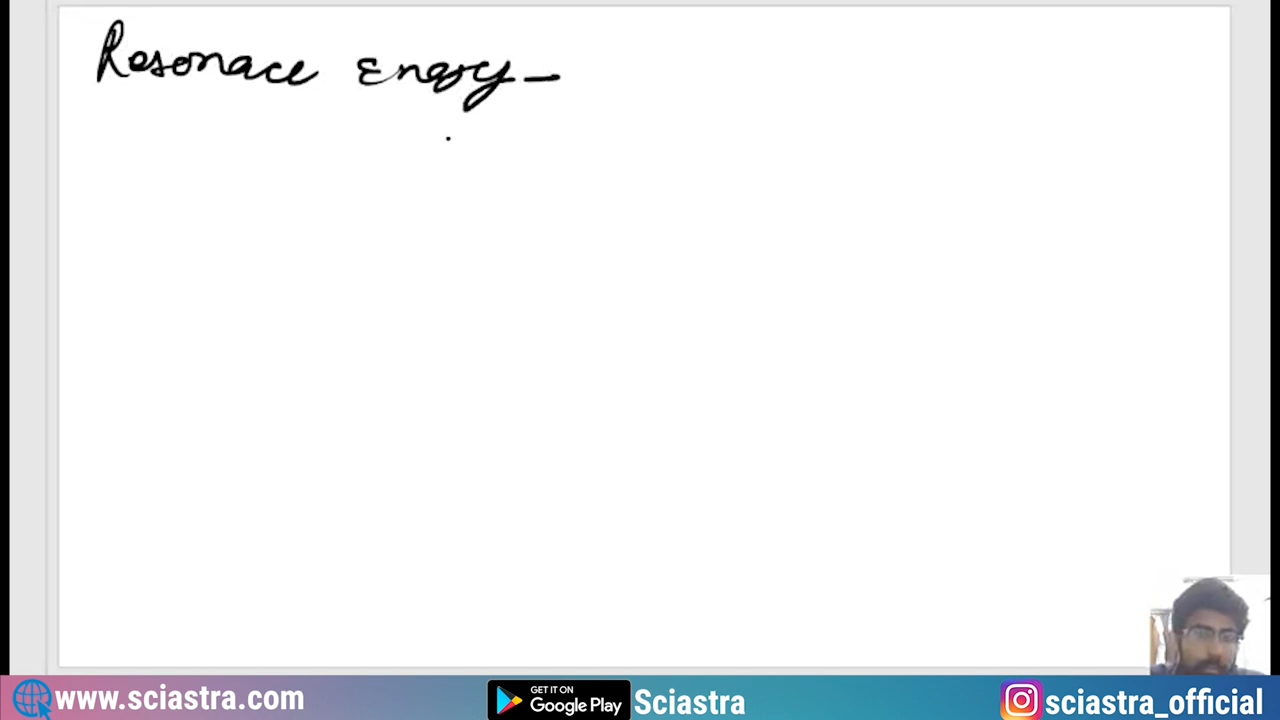 Resonace Energy -
www.sciastra.com
GET IT ON
Google Play
Sciastra
sciastra_official